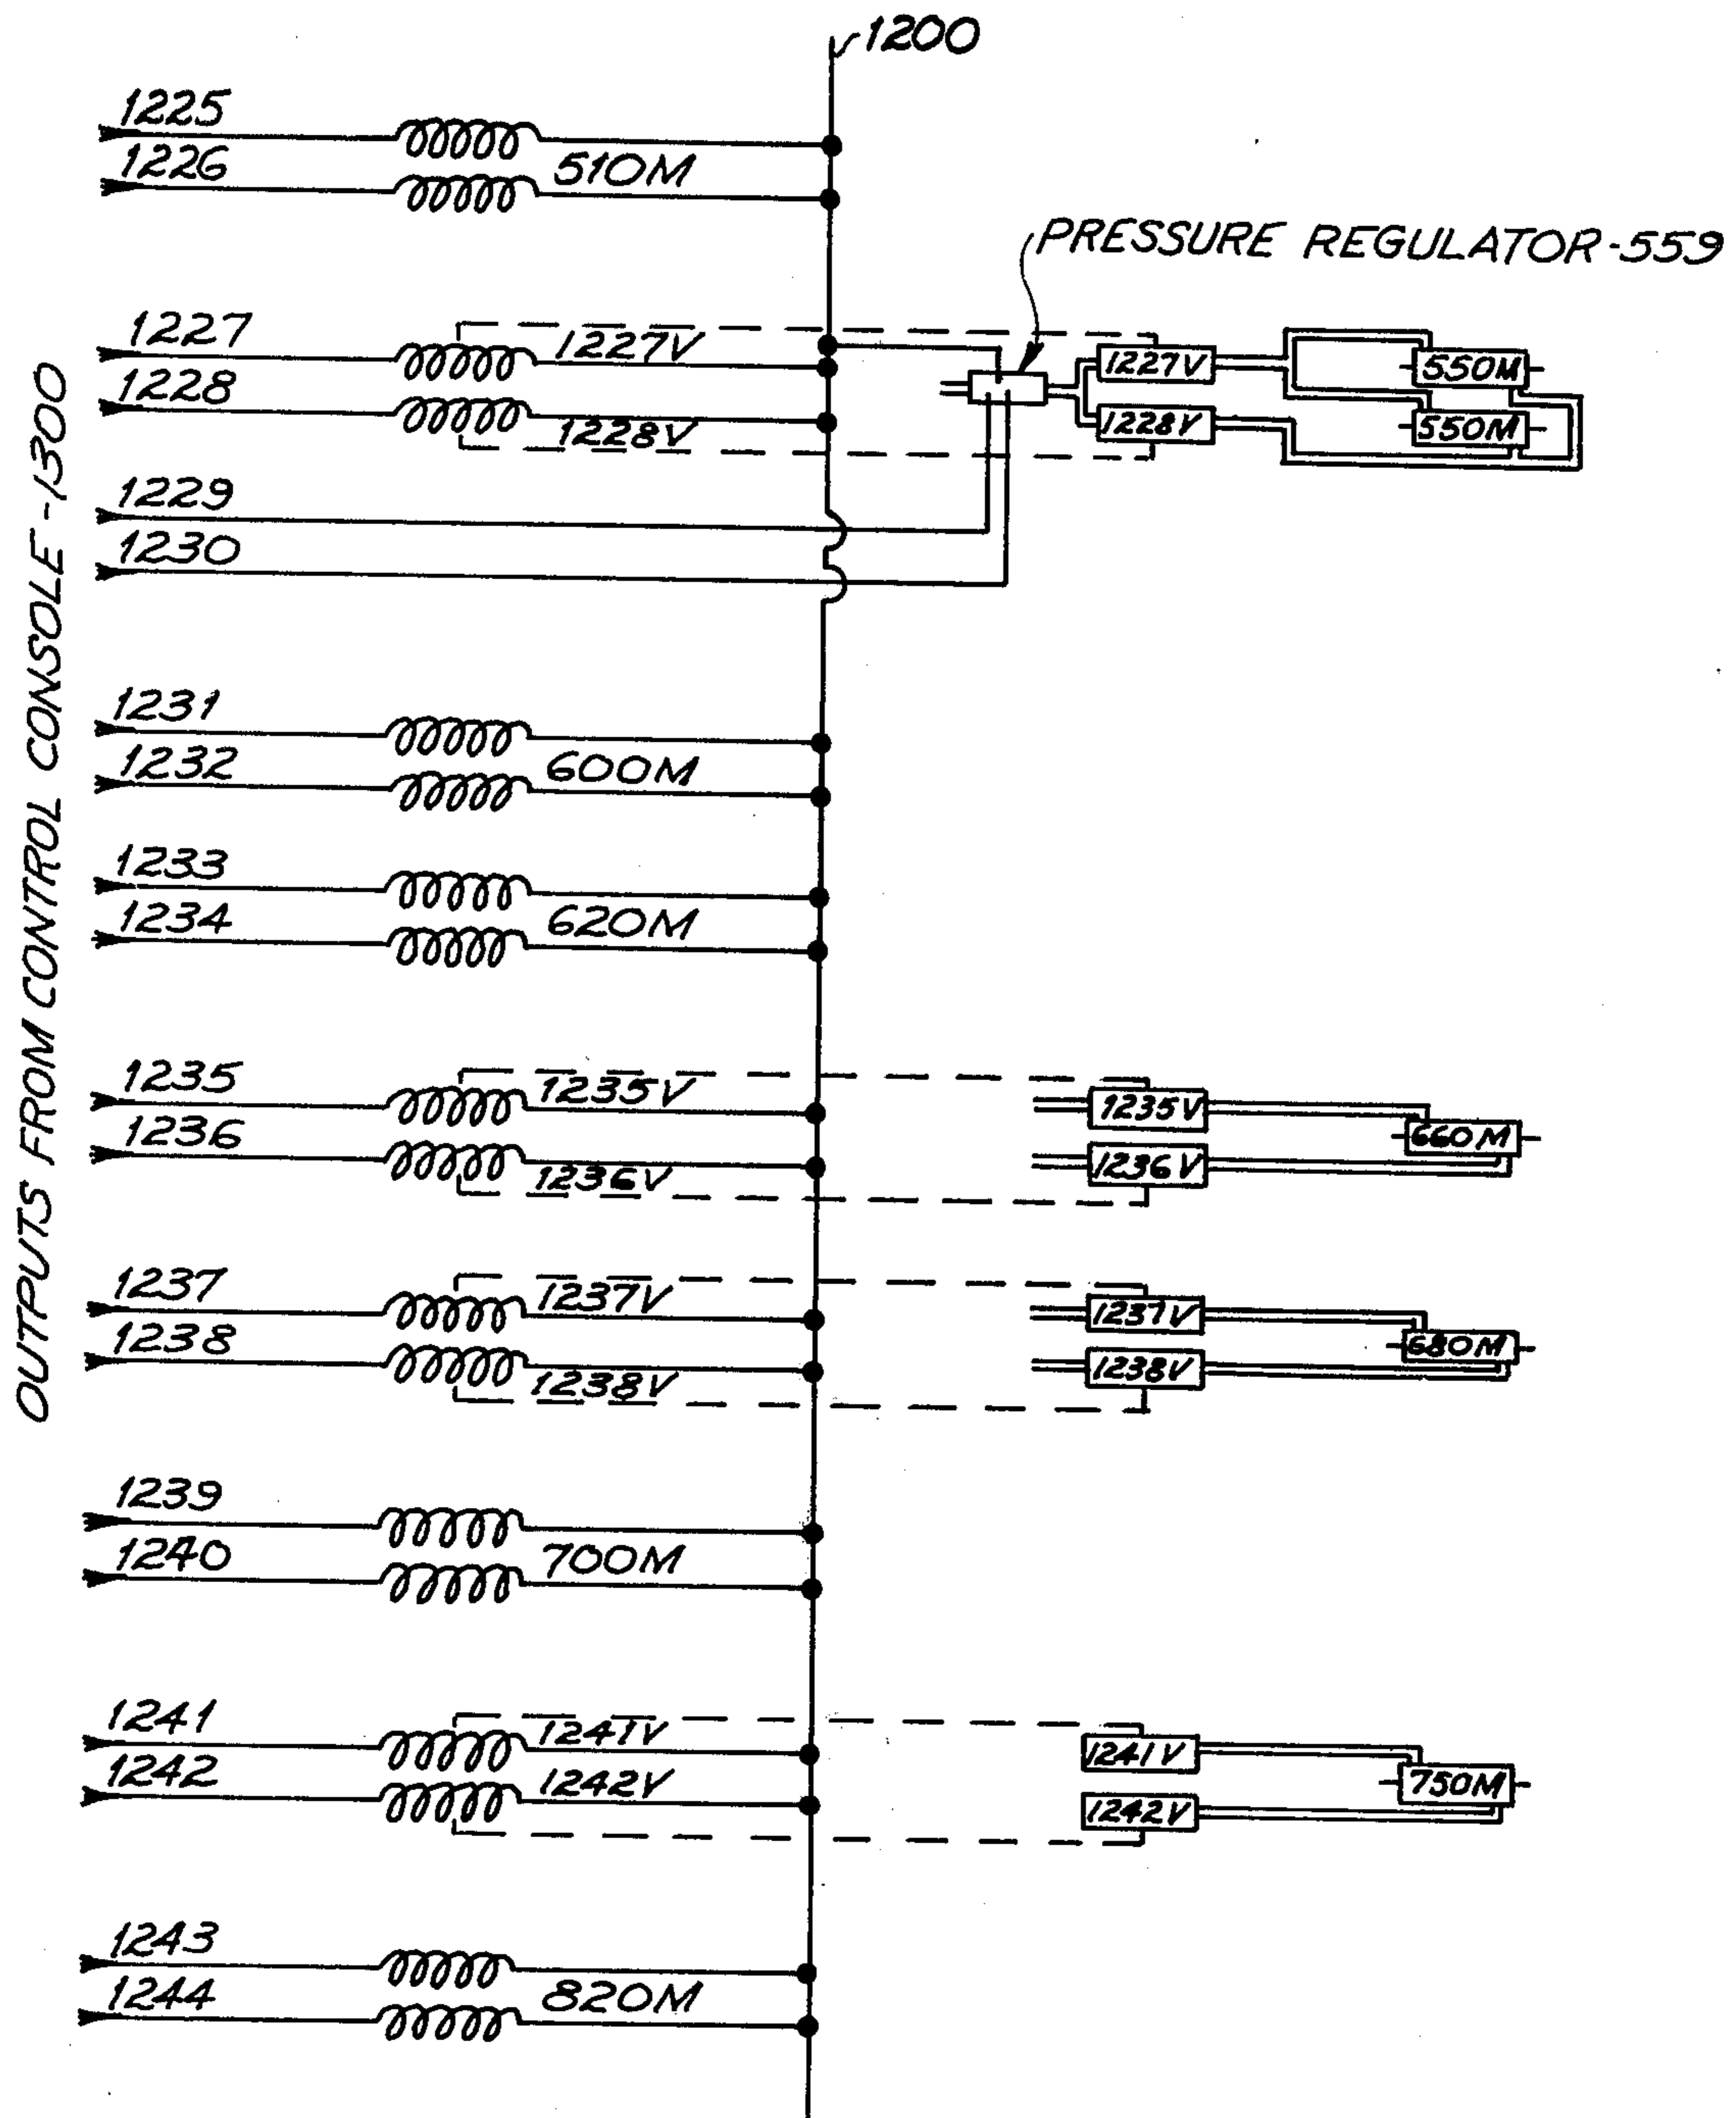 1200
1225
1226
510M
PRESSURE REGULATOR-559
1227
1227V
1227V
550M
1228
1228V
1228V
550M
1229
1230
OUTPUTS FROM CONTROL CONSOLE-1300
1231
1232
600M
1233
1234
620M
1235
1235V
1235V
660M
1236
1236V
1236V
1237
1237V
1237V
680M
1238
1238V
1238V
1239
1240
700M
1241
1241V
1241V
750M
1242
1242V
1242V
1243
1244
820M